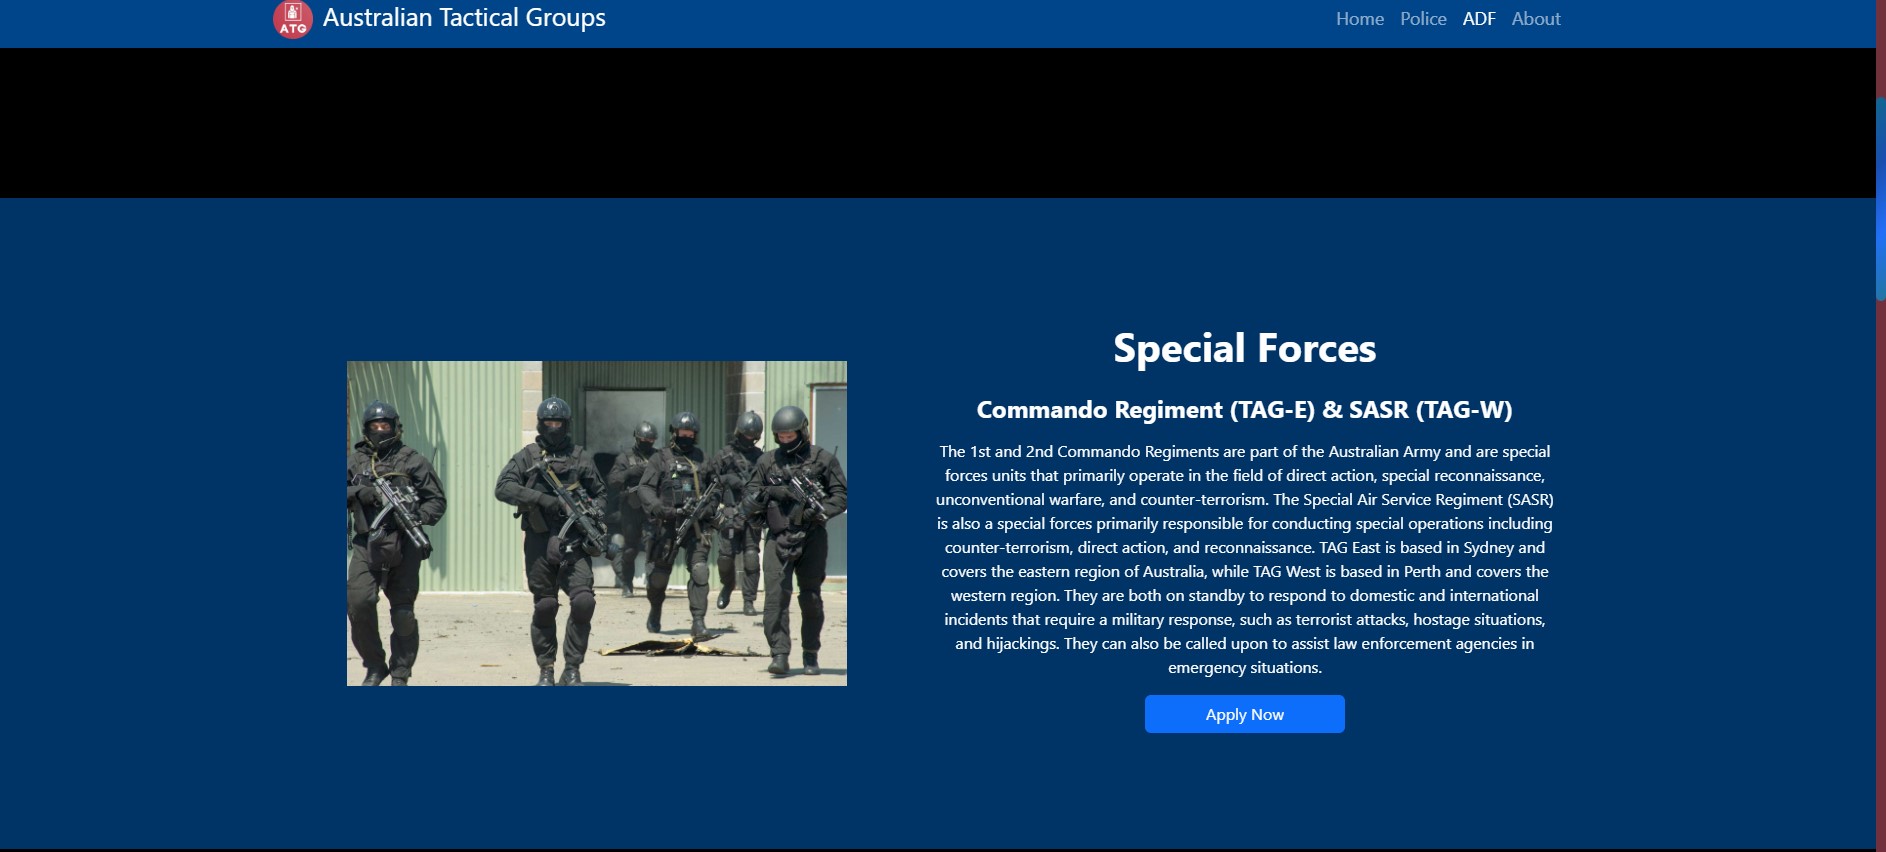 ATG
Australian Tactical Groups
Home
Police
ADF
About
Special Forces
Commando Regiment (TAG-E) & SASR (TAG-W)
The 1st and 2nd Commando Regiments are part of the Australian Army and are special
forces units that primarily operate in the field of direct action, special reconnaissance,
unconventional warfare, and counter-terrorism. The Special Air Service Regiment (SASR)
is also a special forces primarily responsible for conducting special operations including
counter-terrorism, direct action, and reconnaissance. TAG East is based in Sydney and
covers the eastern region of Australia, while TAG West is based in Perth and covers the
western region. They are both on standby to respond to domestic and international
incidents that require a military response, such as terrorist attacks, hostage situations,
and hijackings. They can also be called upon to assist law enforcement agencies in
emergency situations.
Apply Now